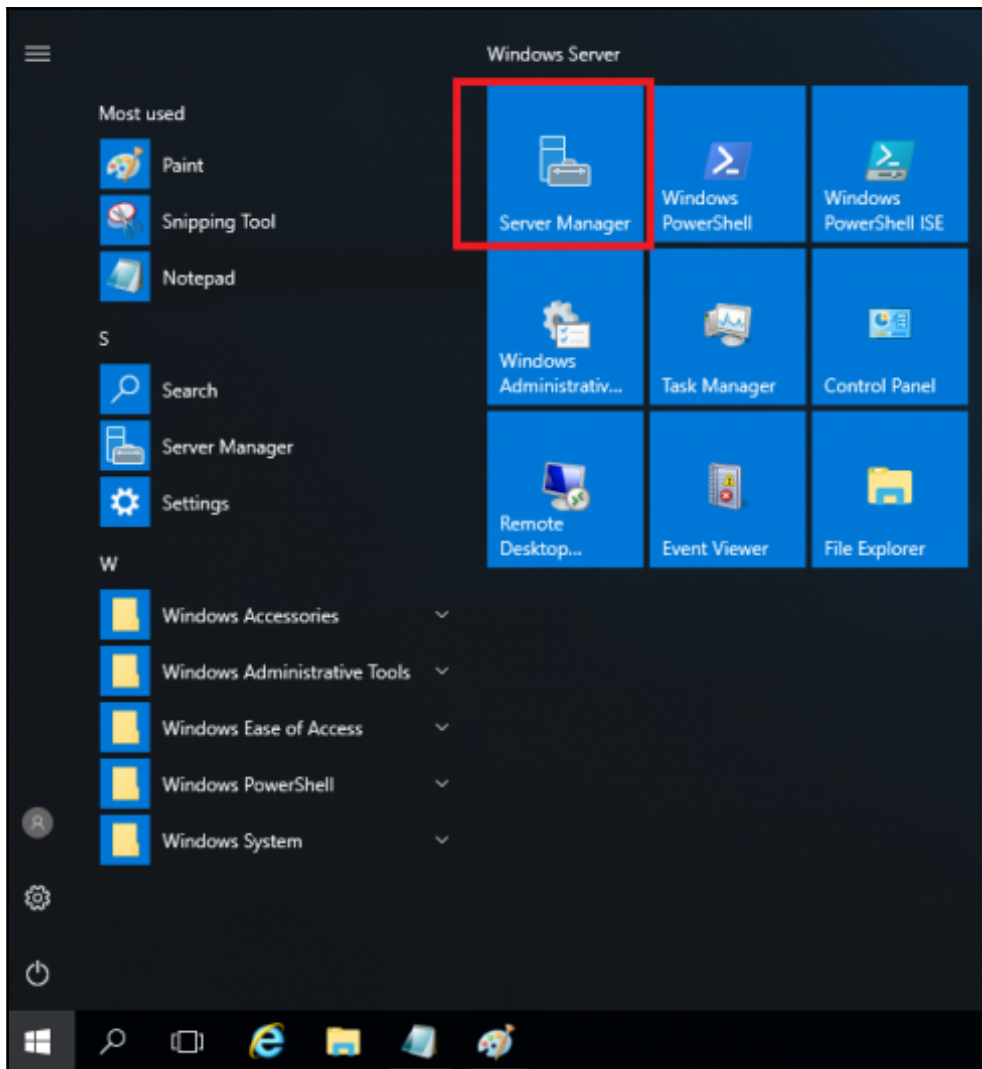 Windows Server
Most used
Paint
Snipping Tool
Notepad
S
Search
Server Manager
Settings
W
Windows Accessories
Windows Administrative Tools
Windows Ease of Access
Windows PowerShell
Windows System
Server Manager
Windows
PowerShell
Windows
PowerShell ISE
Windows
Administrativ...
Task Manager
Control Panel
Remote
Desktop...
Event Viewer
File Explorer